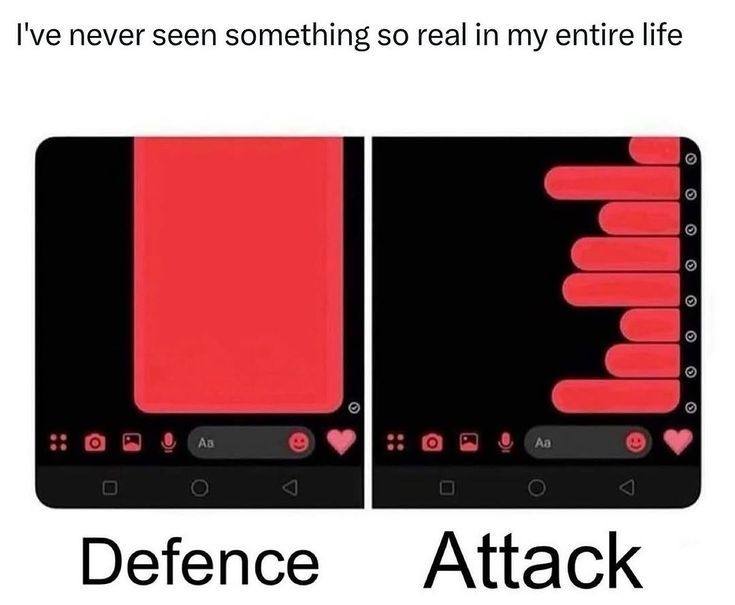 I've never seen something so real in my entire life
Aa
Aa
Defence
Attack